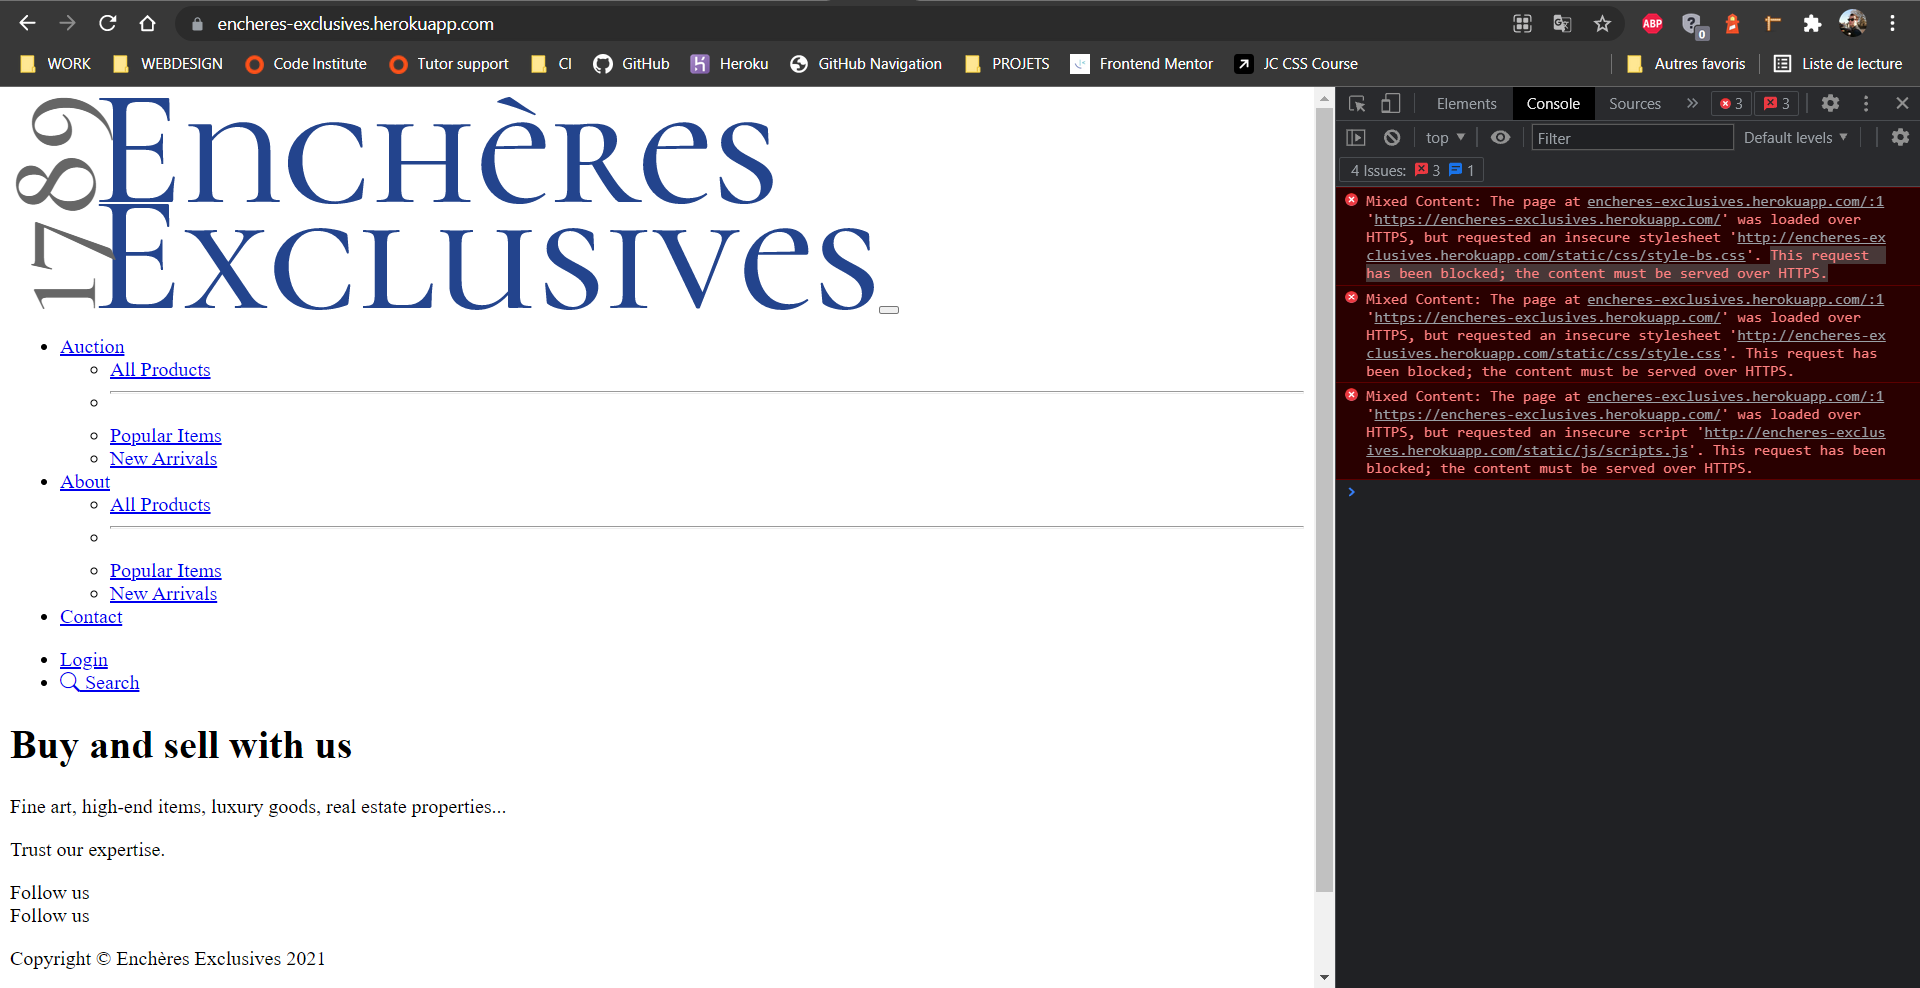 encheres-exclusives.herokuapp.com
ABP
0
WORK
WEBDESIGN
Code Institute
Tutor support
CI
GitHub
Heroku
GitHub Navigation
PROJETS
Frontend Mentor
JC CSS Course
Autres favoris
Liste de lecture
1789
Enchères
Exclusives
Auction
All Products
Popular Items
New Arrivals
About
All Products
Popular Items
New Arrivals
Contact
Login
Search
Buy and sell with us
Fine art, high-end items, luxury goods, real estate properties...
Trust our expertise.
Follow us
Follow us
Copyright © Enchères Exclusives 2021
Elements
Console
Sources
3
3
top
Filter
Default levels
4 Issues: 3 1
Mixed Content: The page at encheres-exclusives.herokuapp.com/:1
'https://encheres-exclusives.herokuapp.com/' was loaded over
HTTPS, but requested an insecure stylesheet 'http://encheres-ex
clusives.herokuapp.com/static/css/style-bs.css'. This request
has been blocked; the content must be served over HTTPS.
Mixed Content: The page at encheres-exclusives.herokuapp.com/:1
'https://encheres-exclusives.herokuapp.com/' was loaded over
HTTPS, but requested an insecure stylesheet 'http://encheres-ex
clusives.herokuapp.com/static/css/style.css'. This request has
been blocked; the content must be served over HTTPS.
Mixed Content: The page at encheres-exclusives.herokuapp.com/:1
'https://encheres-exclusives.herokuapp.com/' was loaded over
HTTPS, but requested an insecure script 'http://encheres-exclus
ives.herokuapp.com/static/js/scripts.js'. This request has been
blocked; the content must be served over HTTPS.